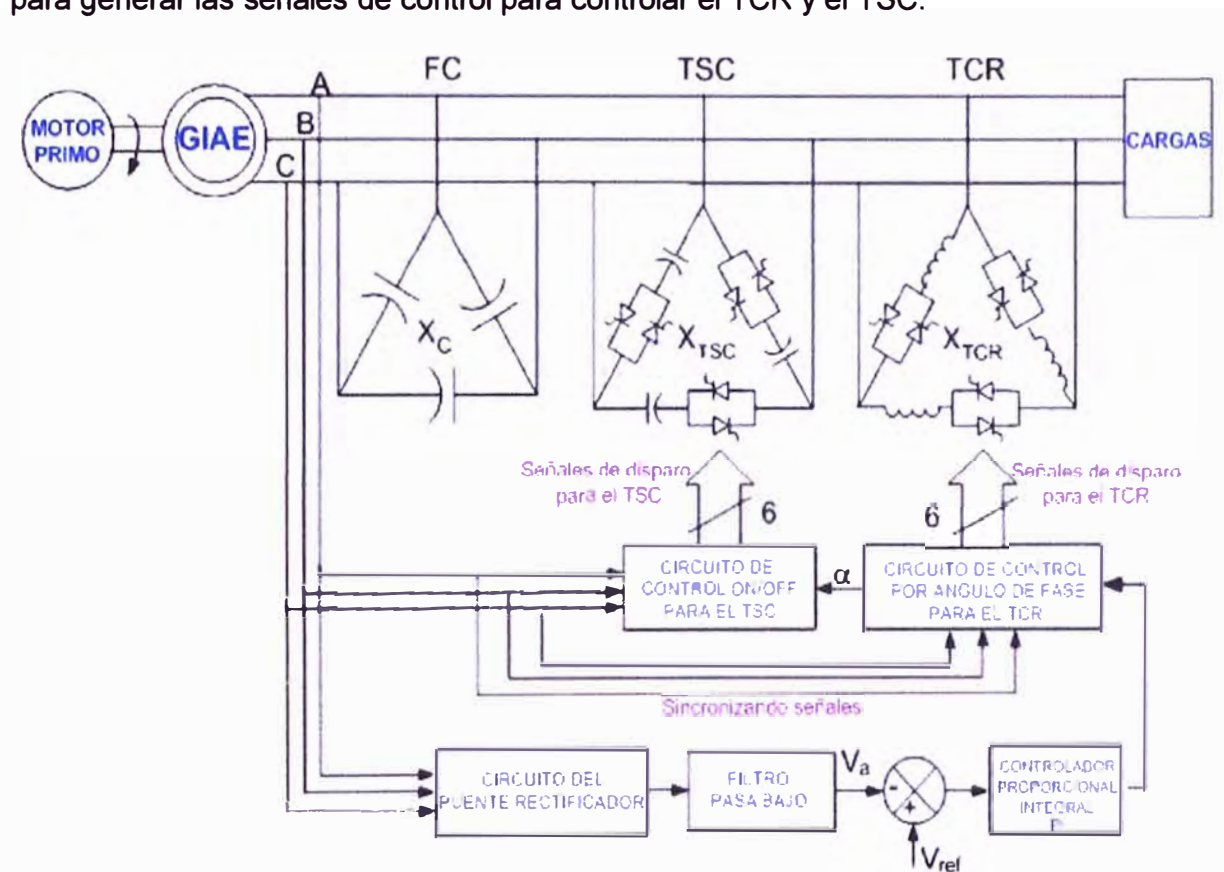 para generar las señales de control para controlar el TCR y el TSC.
FC
TSC
TCR
A
B
C
MOTOR
PRIMO
GIAE
CARGAS
X_C
X_TSC
X_TCR
Señales de disparo
para el TSC
6
Señales de disparo
para el TCR
6
CIRCUITO DE
CONTROL ON/OFF
PARA EL TSC
α
CIRCUITO DE CONTROL
POR ANGULO DE FASE
PARA EL TCR
Sincronizando señales
CIRCUITO DEL
PUENTE RECTIFICADOR
FILTRO
PASA BAJO
Va
-
+
Vref
CONTROLADOR
PROPORCIONAL
INTEGRAL